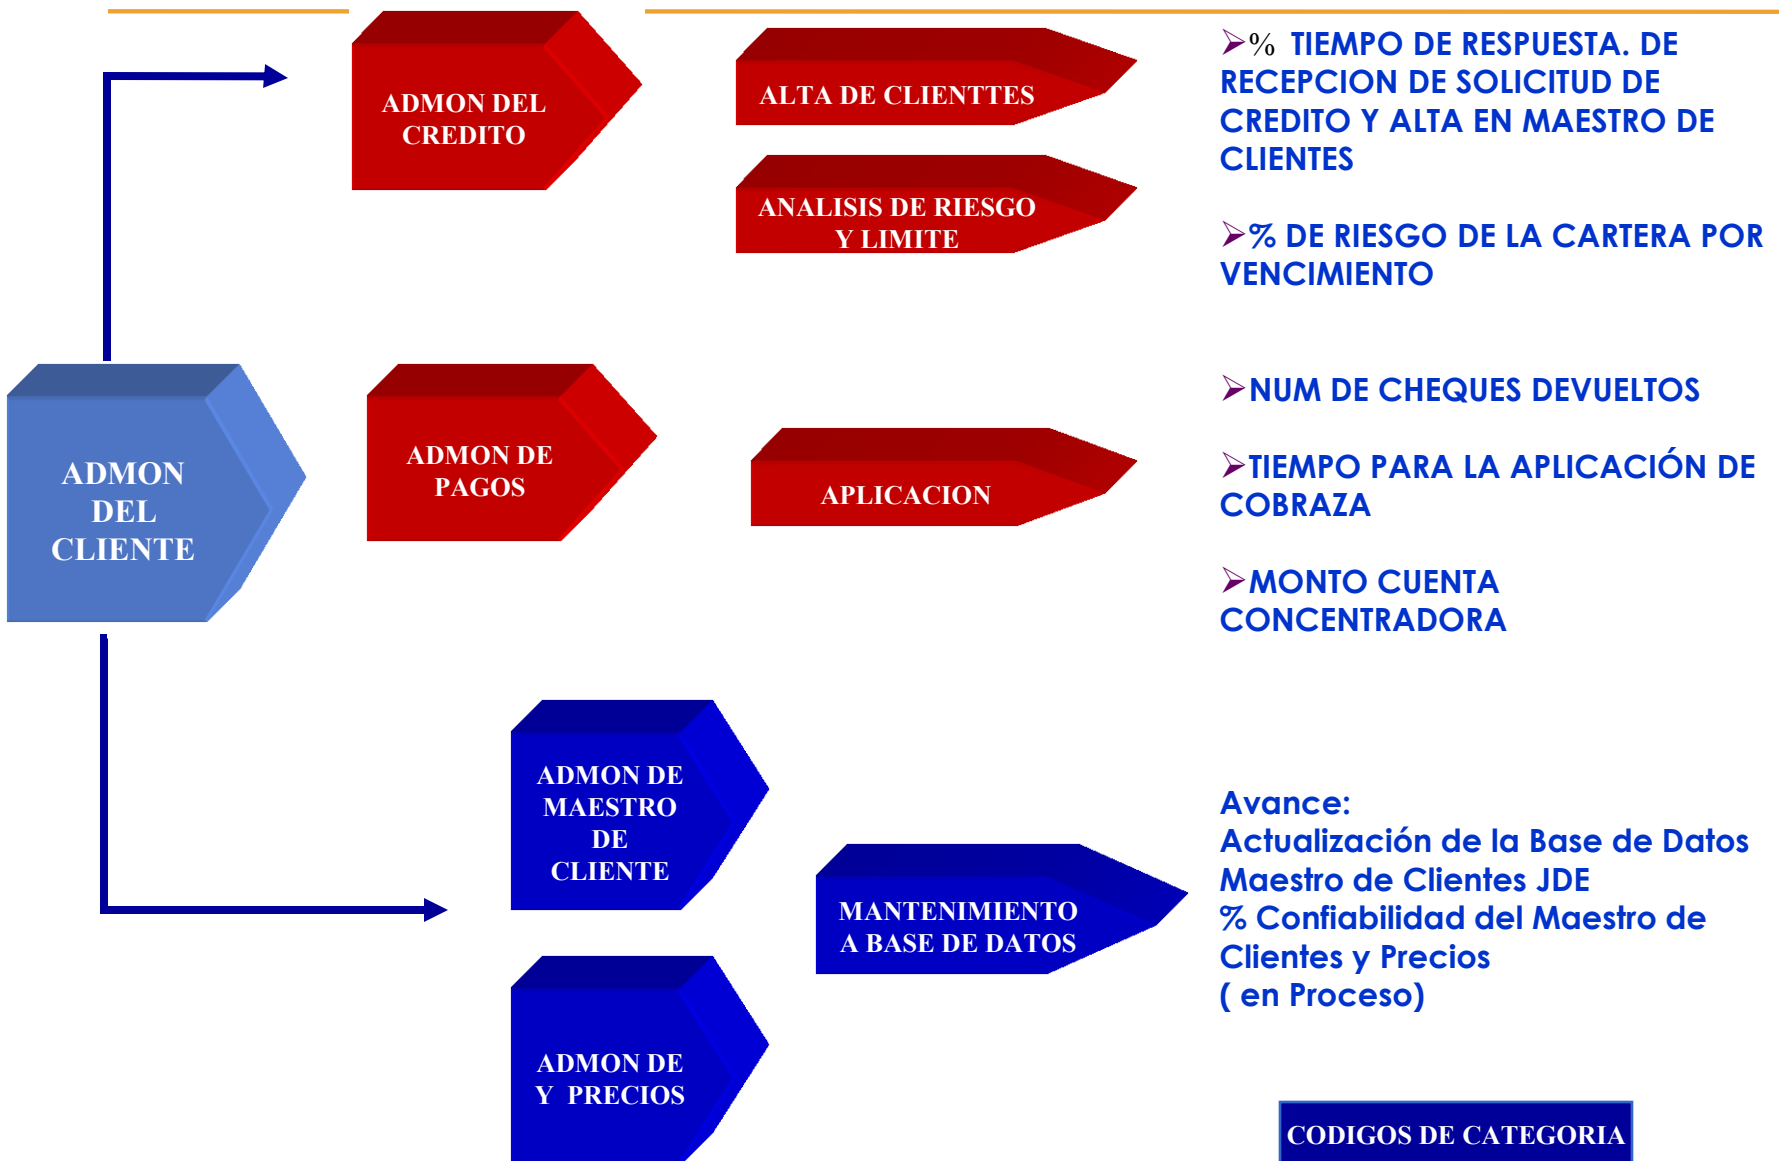 ADMON DEL
CREDITO
ALTA DE CLIENTTES
ANALISIS DE RIESGO
Y LIMITE
➢% TIEMPO DE RESPUESTA. DE
RECEPCION DE SOLICITUD DE
CREDITO Y ALTA EN MAESTRO DE
CLIENTES
➢% DE RIESGO DE LA CARTERA POR
VENCIMIENTO
ADMON
DEL
CLIENTE
ADMON DE
PAGOS
APLICACION
➢NUM DE CHEQUES DEVUELTOS
➢TIEMPO PARA LA APLICACIÓN DE
COBRAZA
➢MONTO CUENTA
CONCENTRADORA
ADMON DE
MAESTRO
DE
CLIENTE
ADMON DE
Y PRECIOS
MANTENIMIENTO
A BASE DE DATOS
Avance:
Actualización de la Base de Datos
Maestro de Clientes JDE
% Confiabilidad del Maestro de
Clientes y Precios
( en Proceso)
CODIGOS DE CATEGORIA